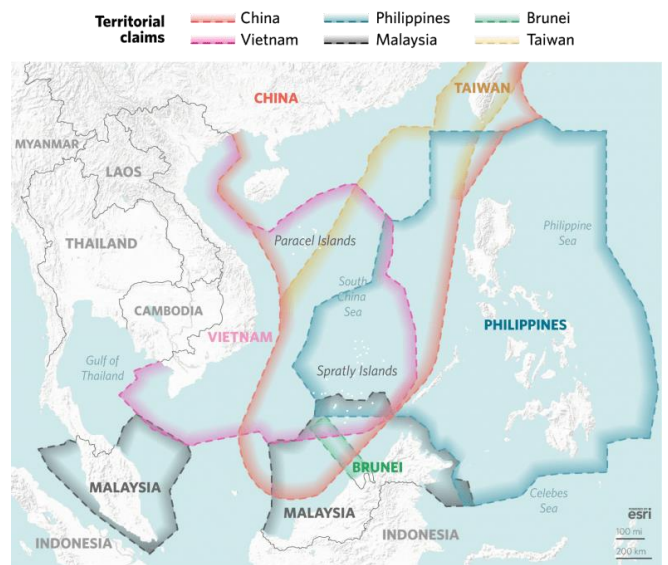 Territorial
claims
China
Philippines
Brunei
Vietnam
Malaysia
Taiwan
CHINA
TAIWAN
MYANMAR
LAOS
THAILAND
Paracel Islands
Philippine
Sea
South
China
Sea
CAMBODIA
VIETNAM
PHILIPPINES
Gulf of
Thailand
Spratly Islands
BRUNEI
MALAYSIA
MALAYSIA
Celebes
Sea
INDONESIA
INDONESIA
esri
100 mi
200 km